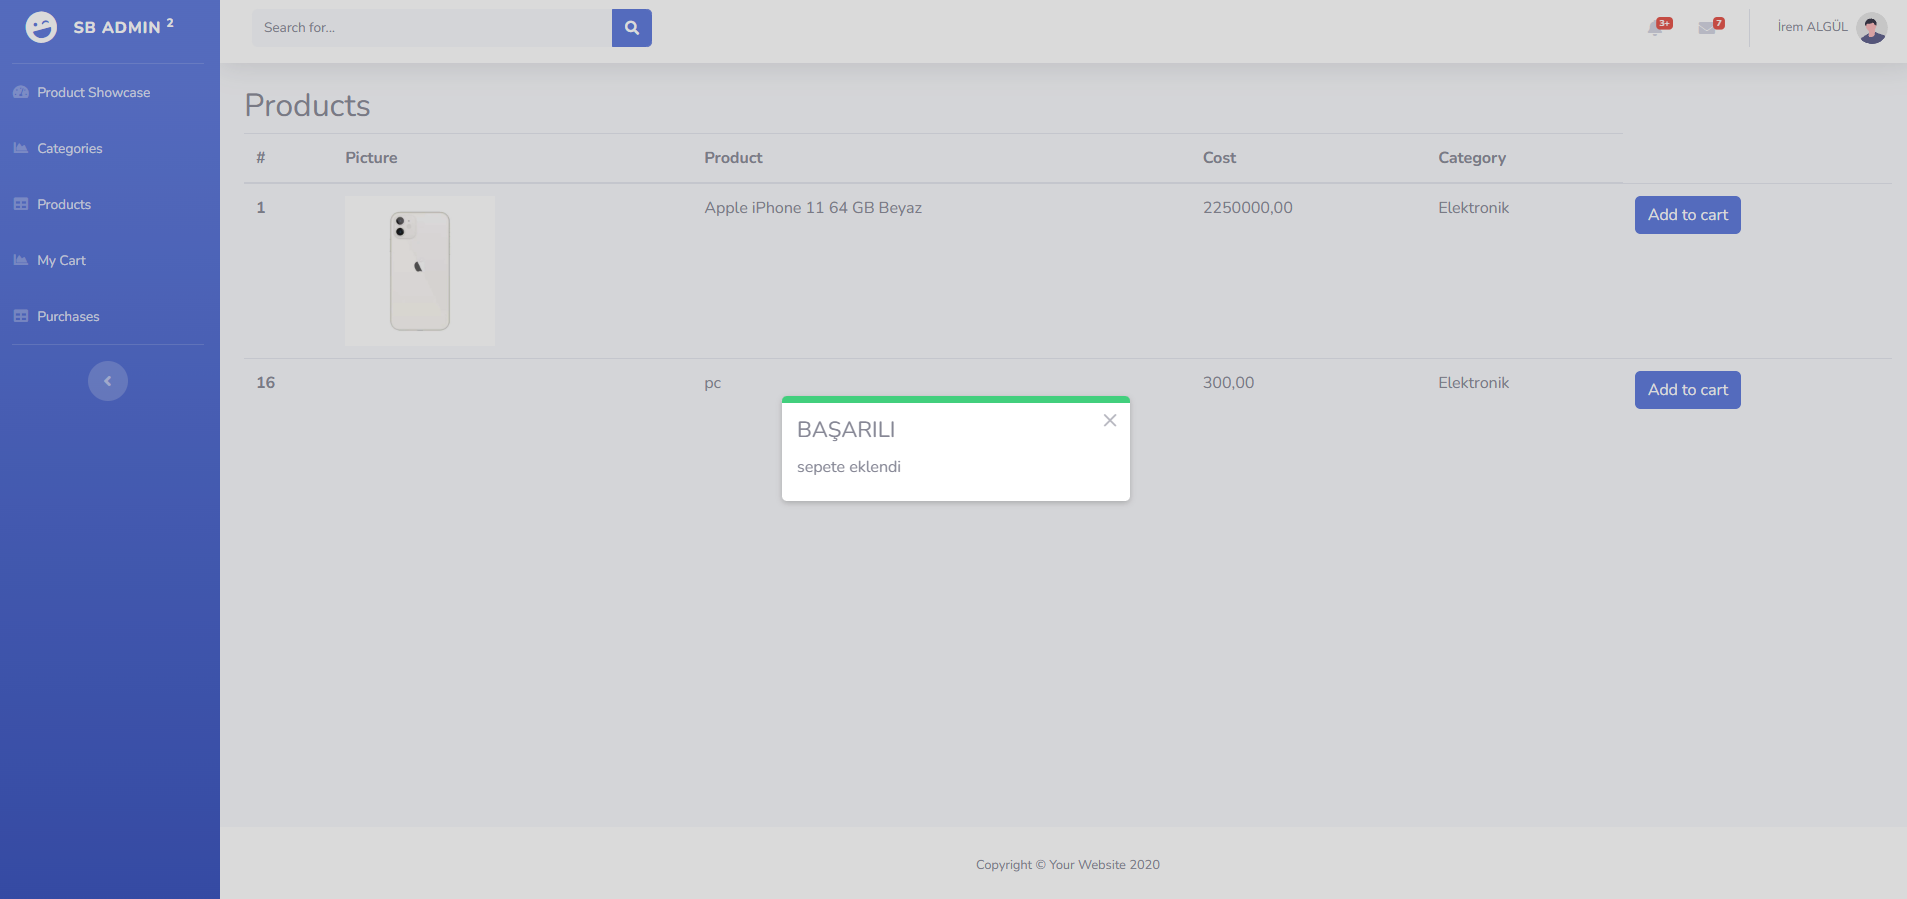 SB ADMIN 2
Search for...
3+
7
İrem ALGÜL
Product Showcase
Categories
Products
My Cart
Purchases
Products
# Picture Product Cost Category
1 Apple iPhone 11 64 GB Beyaz 2250000,00 Elektronik Add to cart
16 pc 300,00 Elektronik Add to cart
BAŞARILI
sepete eklendi
Copyright © Your Website 2020